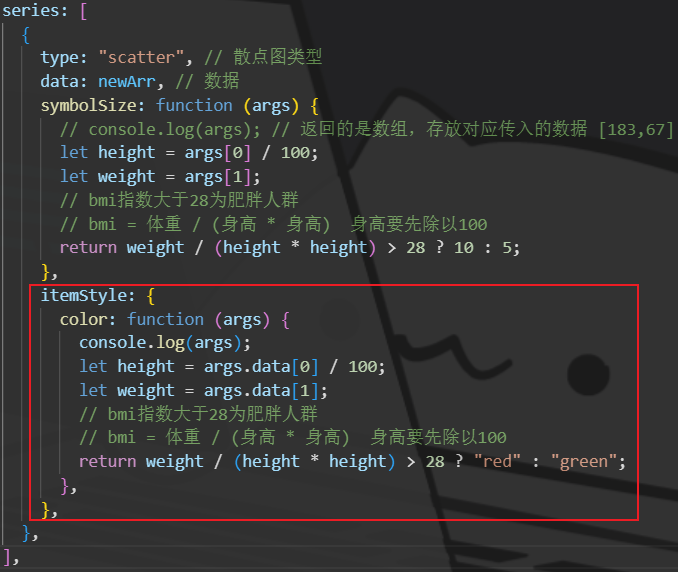 series: [
{
type: "scatter", // 散点图类型
data: newArr, // 数据
symbolSize: function (args) {
// console.log(args); // 返回的是数组，存放对应传入的数据 [183,67]
let height = args[0] / 100;
let weight = args[1];
// bmi指数大于28为肥胖人群
// bmi = 体重 / (身高 * 身高)  身高要先除以100
return weight / (height * height) > 28 ? 10 : 5;
},
itemStyle: {
color: function (args) {
console.log(args);
let height = args.data[0] / 100;
let weight = args.data[1];
// bmi指数大于28为肥胖人群
// bmi = 体重 / (身高 * 身高)  身高要先除以100
return weight / (height * height) > 28 ? "red" : "green";
},
},
},
],